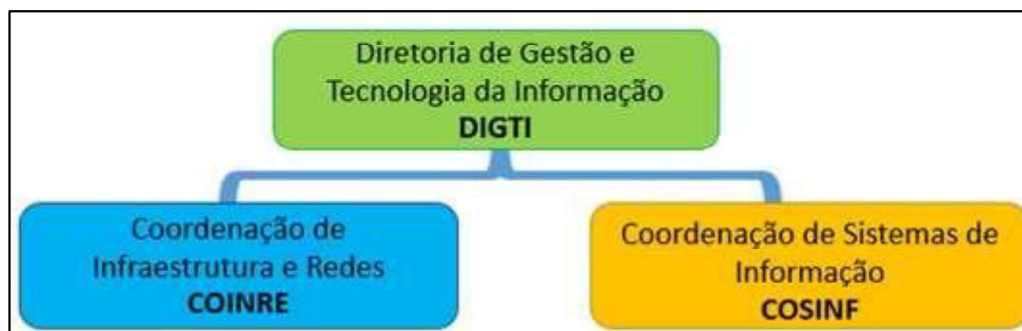 Diretoria de Gestão e
Tecnologia da Informação
DIGTI
Coordenação de
Infraestrutura e Redes
COINRE
Coordenação de Sistemas de
Informação
COSINF